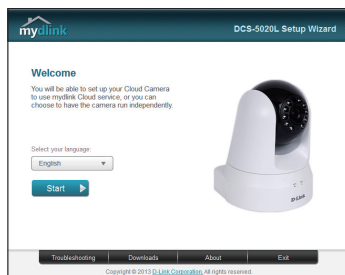 mydlink
DCS-5020L Setup Wizard
Welcome
You will be able to set up your Cloud Camera
to use mydlink Cloud service, or you can
choose to have the camera run independently.
Select your language:
English
Start
D-Link
Troubleshooting
Downloads
About
Exit
Copyright © 2013 D-Link Corporation. All rights reserved.